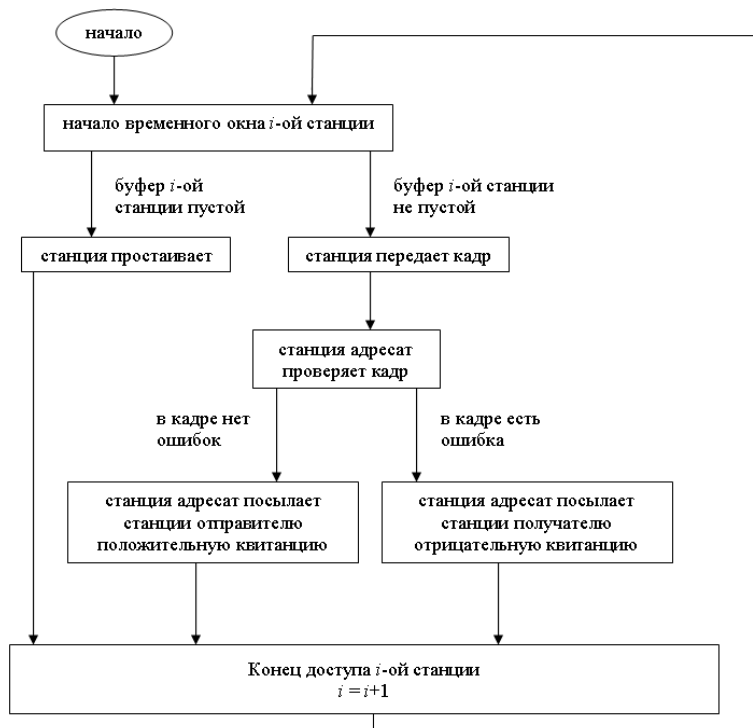 начало
начало временного окна i-ой станции
буфер i-ой
станции пустой
буфер i-ой станции
не пустой
станция простаивает
станция передает кадр
станция адресат
проверяет кадр
в кадре нет
ошибок
в кадре есть
ошибка
станция адресат посылает
станции отправителю
положительную квитанцию
станция адресат посылает
станции получателю
отрицательную квитанцию
Конец доступа i-ой станции
i = i+1